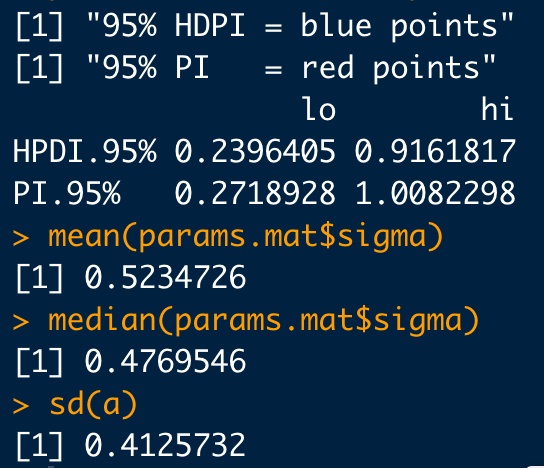 [1] "95% HDPI = blue points"
[1] "95% PI   = red points"
                lo        hi
HPDI.95% 0.2396405 0.9161817
PI.95%   0.2718928 1.0082298
> mean(params.mat$sigma)
[1] 0.5234726
> median(params.mat$sigma)
[1] 0.4769546
> sd(a)
[1] 0.4125732